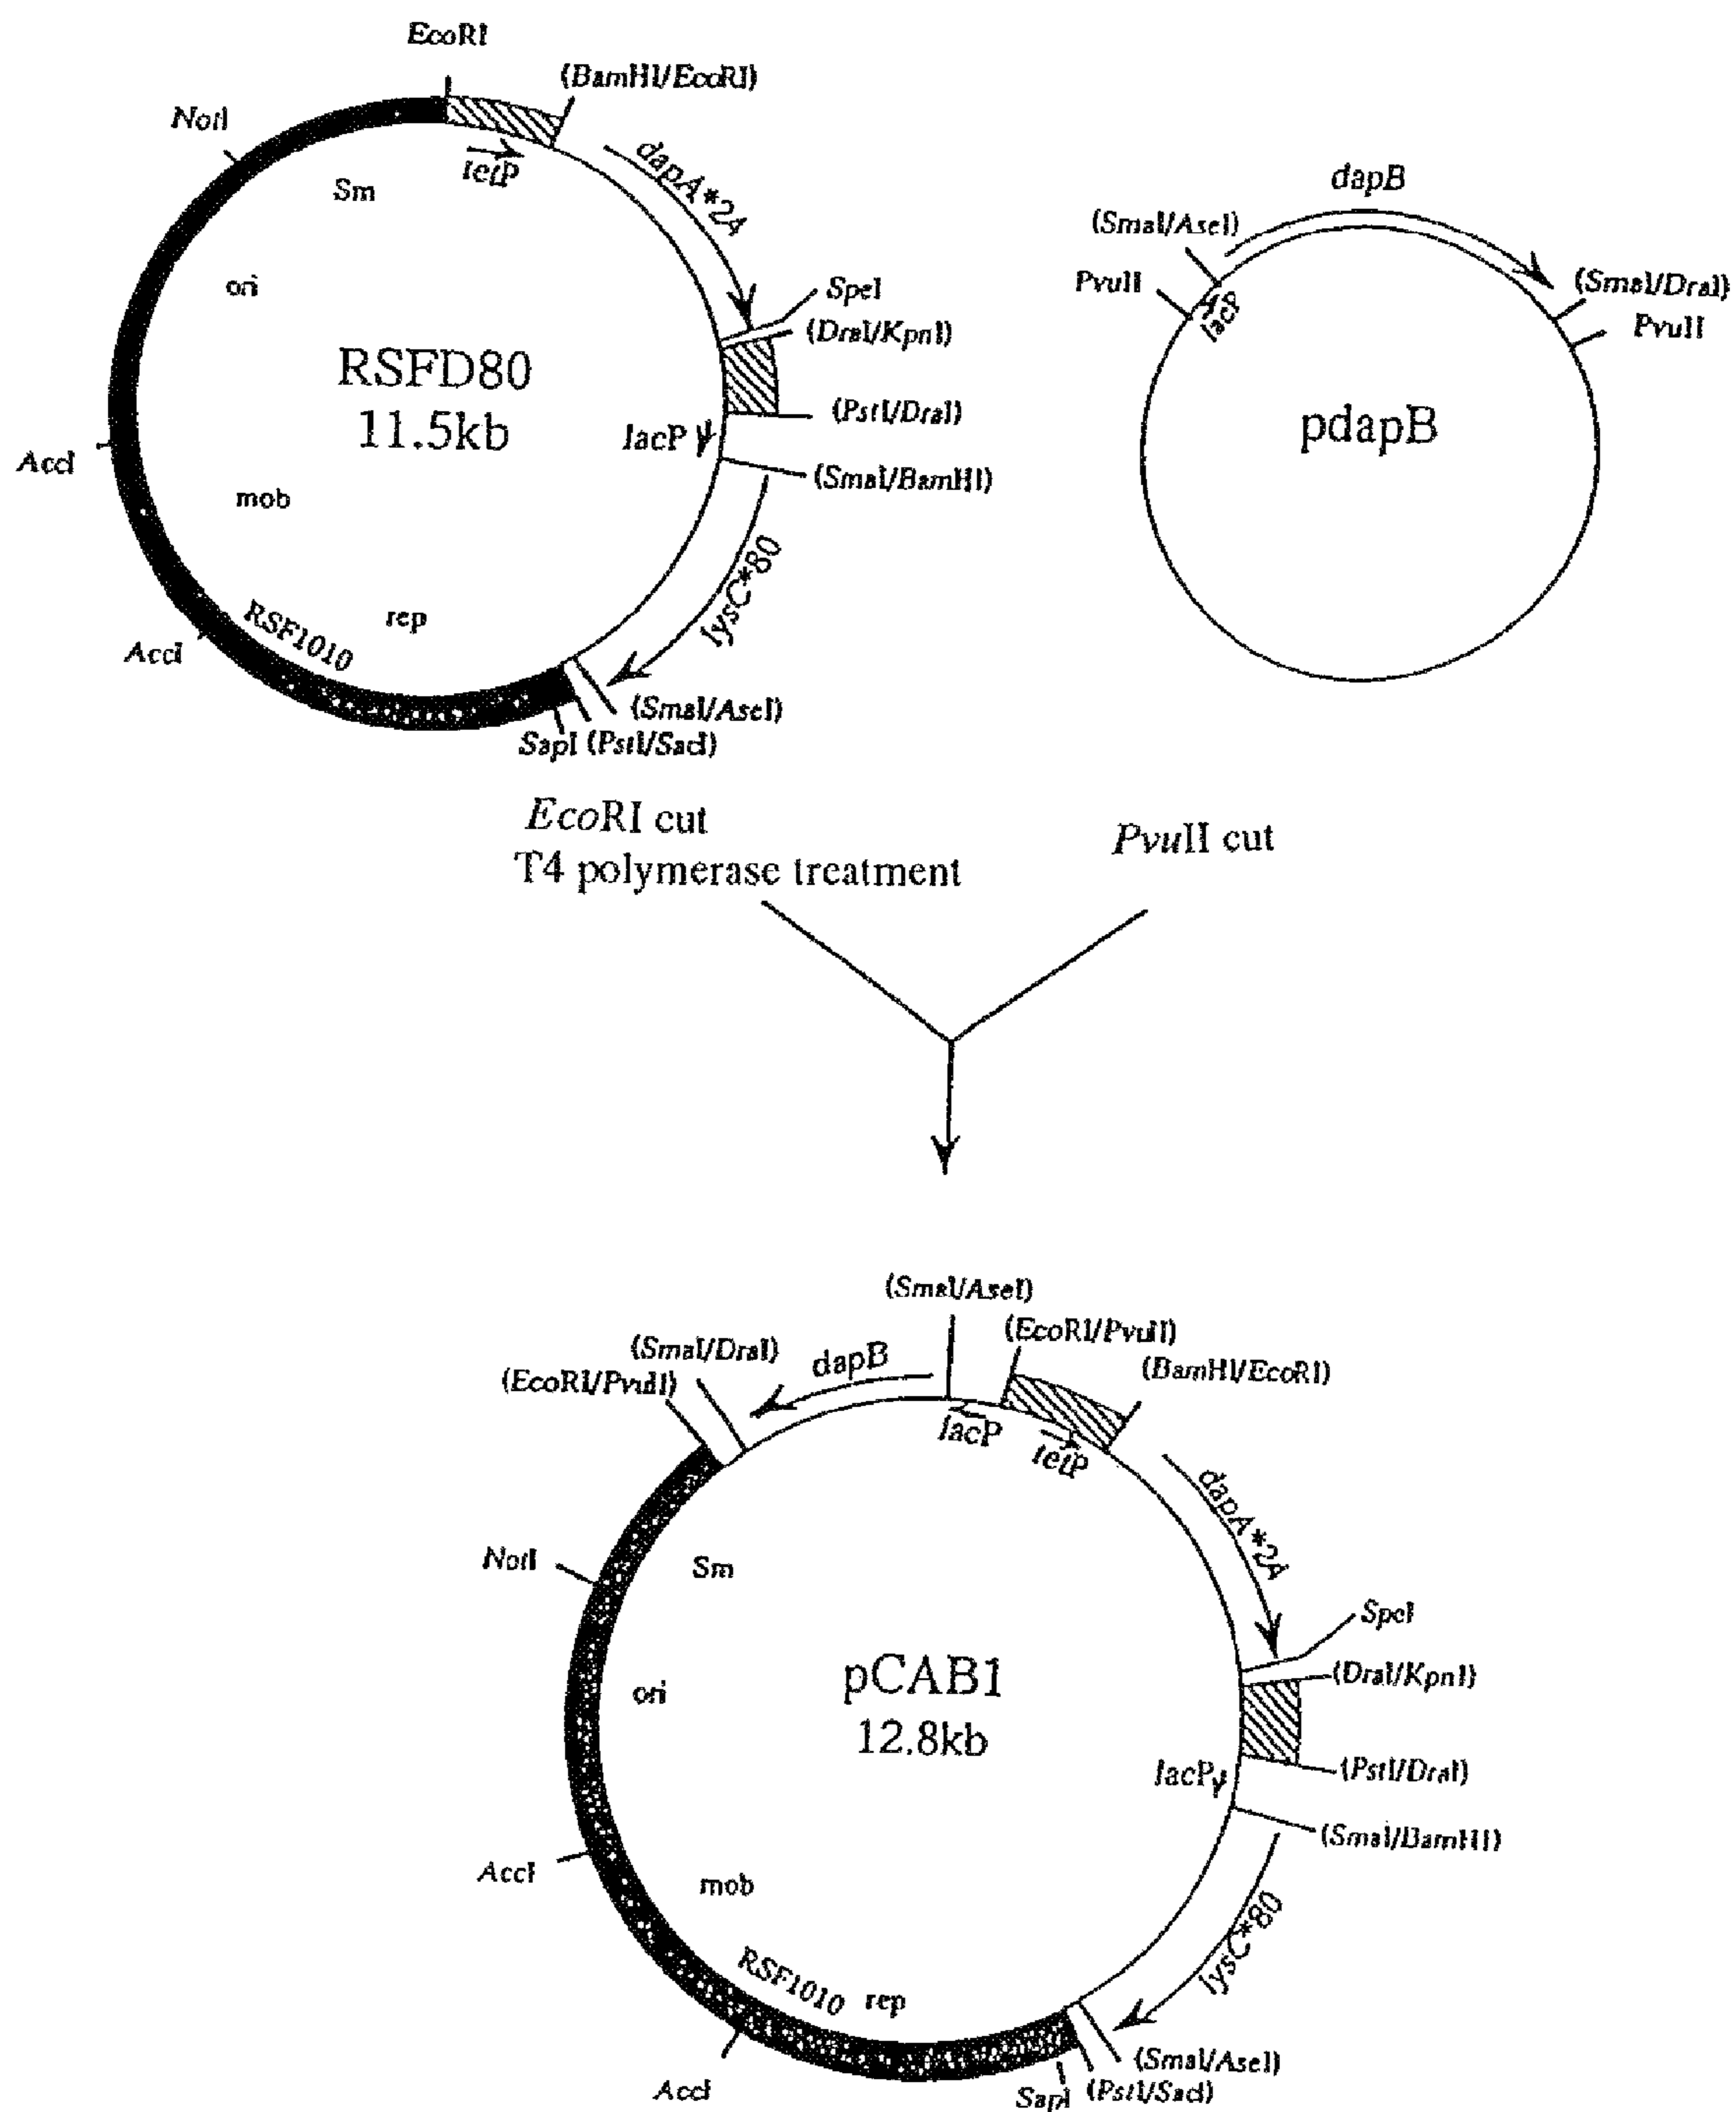 EcoRI
(BamHI/EcoRI)
NotI
tetP
dapA*24
Sm
ori
SpeI
(DraI/KpnI)
RSFD80
11.5kb
(PstI/DraI)
lacP
(SmaI/BamHI)
AccI
mob
lysC*80
rep
RSF1010
AccI
(SmaI/AseI)
SapI (PstI/SacI)
dapB
(SmaI/AseI)
PvuII
lacP
(SmaI/DraI)
PvuII
pdapB
EcoRI cut
T4 polymerase treatment
PvuII cut
(SmaI/AseI)
(EcoRI/PvuII)
(SmaI/DraI)
dapB
(BamHI/EcoRI)
(EcoRI/PvuII)
lacP
tetP
dapA*24
NotI
Sm
SpeI
(DraI/KpnI)
ori
pCAB1
12.8kb
(PstI/DraI)
lacP
(SmaI/BamHI)
AccI
mob
lysC*80
RSF1010
rep
AccI
(SmaI/AseI)
SapI (PstI/SacI)